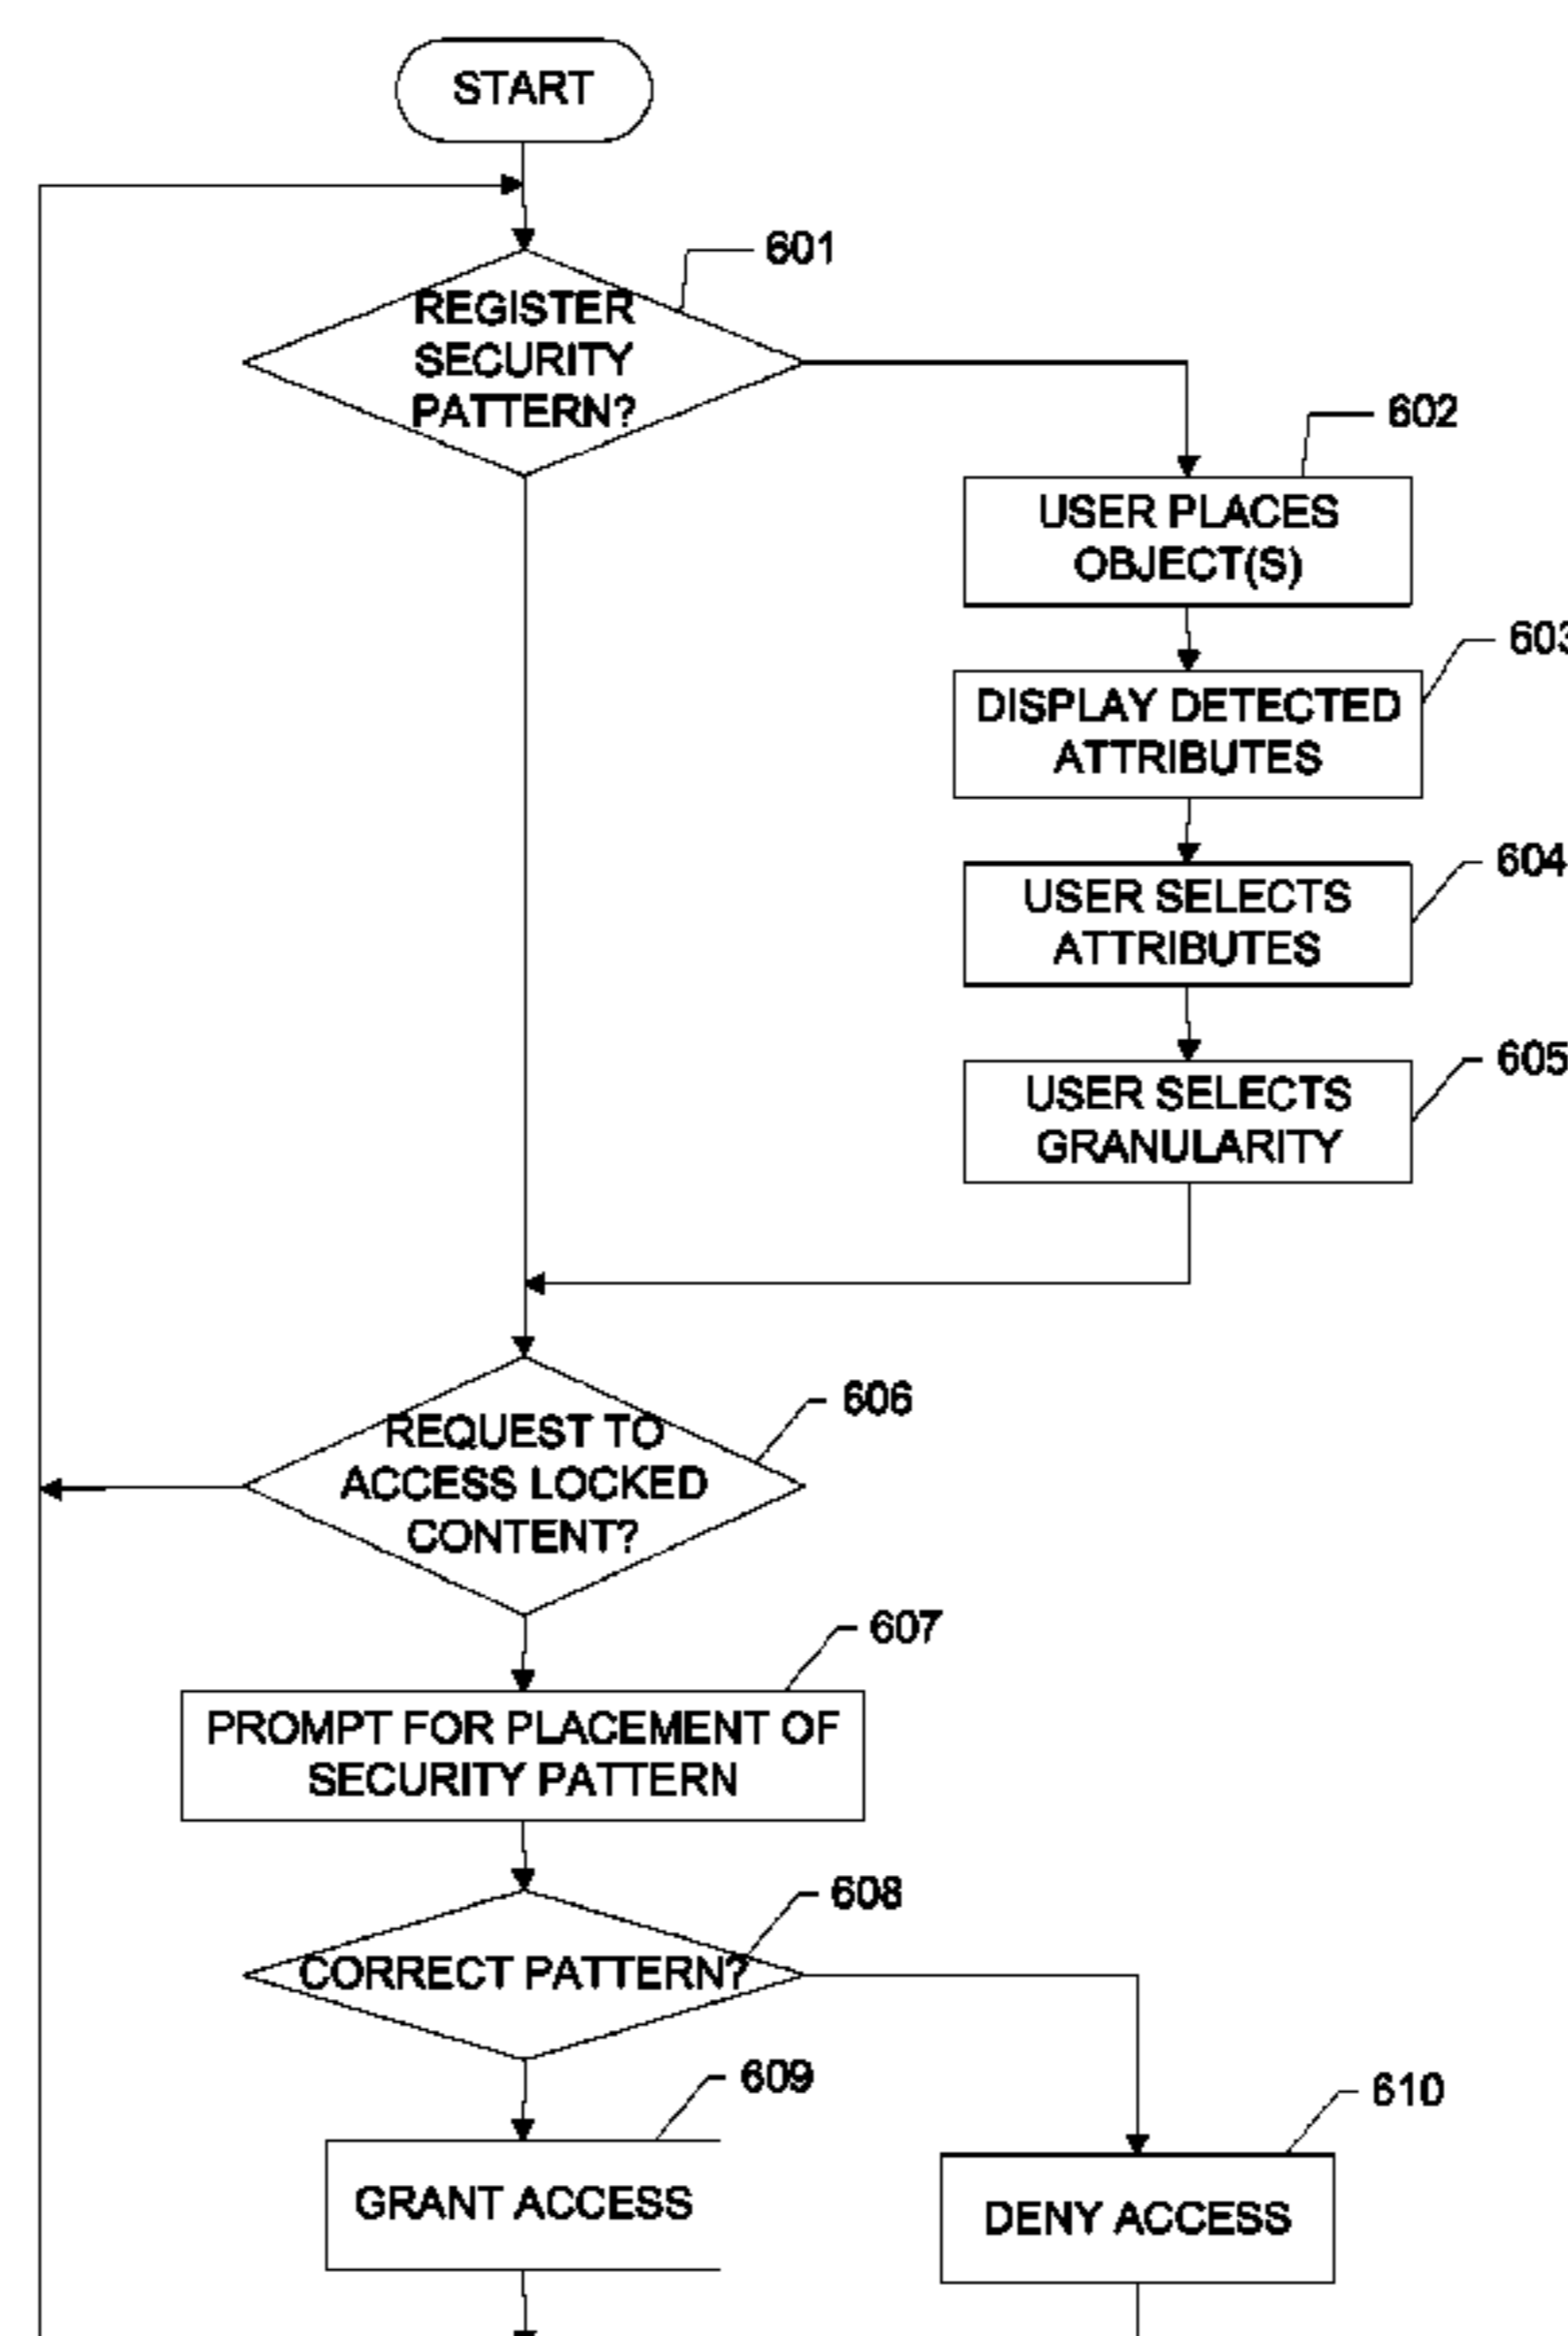 START
601
REGISTER
SECURITY
PATTERN?
602
USER PLACES
OBJECT(S)
603
DISPLAY DETECTED
ATTRIBUTES
604
USER SELECTS
ATTRIBUTES
605
USER SELECTS
GRANULARITY
606
REQUEST TO
ACCESS LOCKED
CONTENT?
607
PROMPT FOR PLACEMENT OF
SECURITY PATTERN
608
CORRECT PATTERN?
609
GRANT ACCESS
610
DENY ACCESS